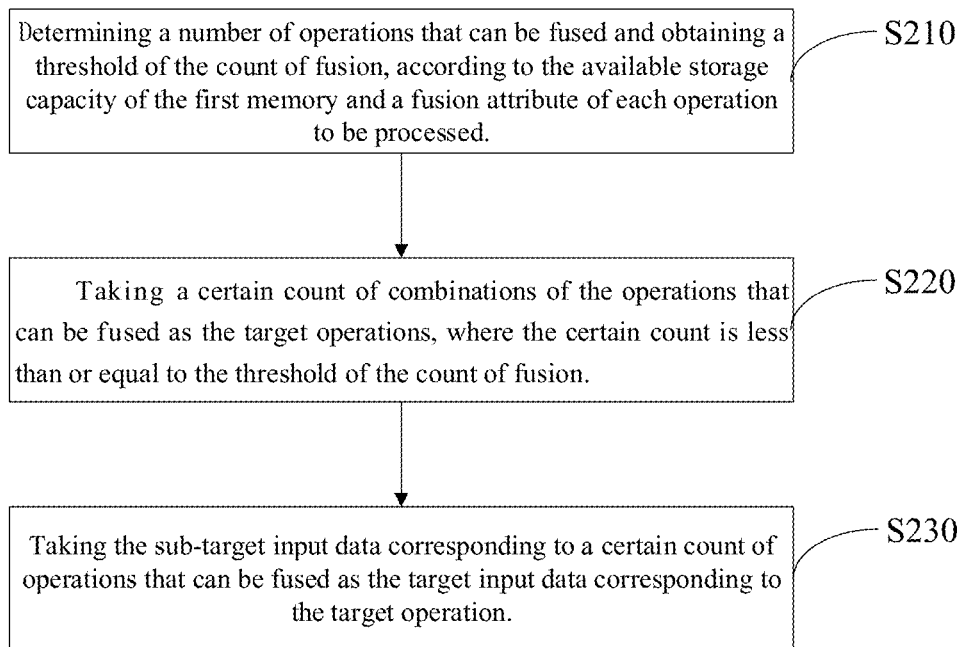 Determining a number of operations that can be fused and obtaining a
threshold of the count of fusion, according to the available storage
capacity of the first memory and a fusion attribute of each operation
to be processed.
S210
Taking a certain count of combinations of the operations that
can be fused as the target operations, where the certain count is less
than or equal to the threshold of the count of fusion.
S220
Taking the sub-target input data corresponding to a certain count of
operations that can be fused as the target input data corresponding to
the target operation.
S230